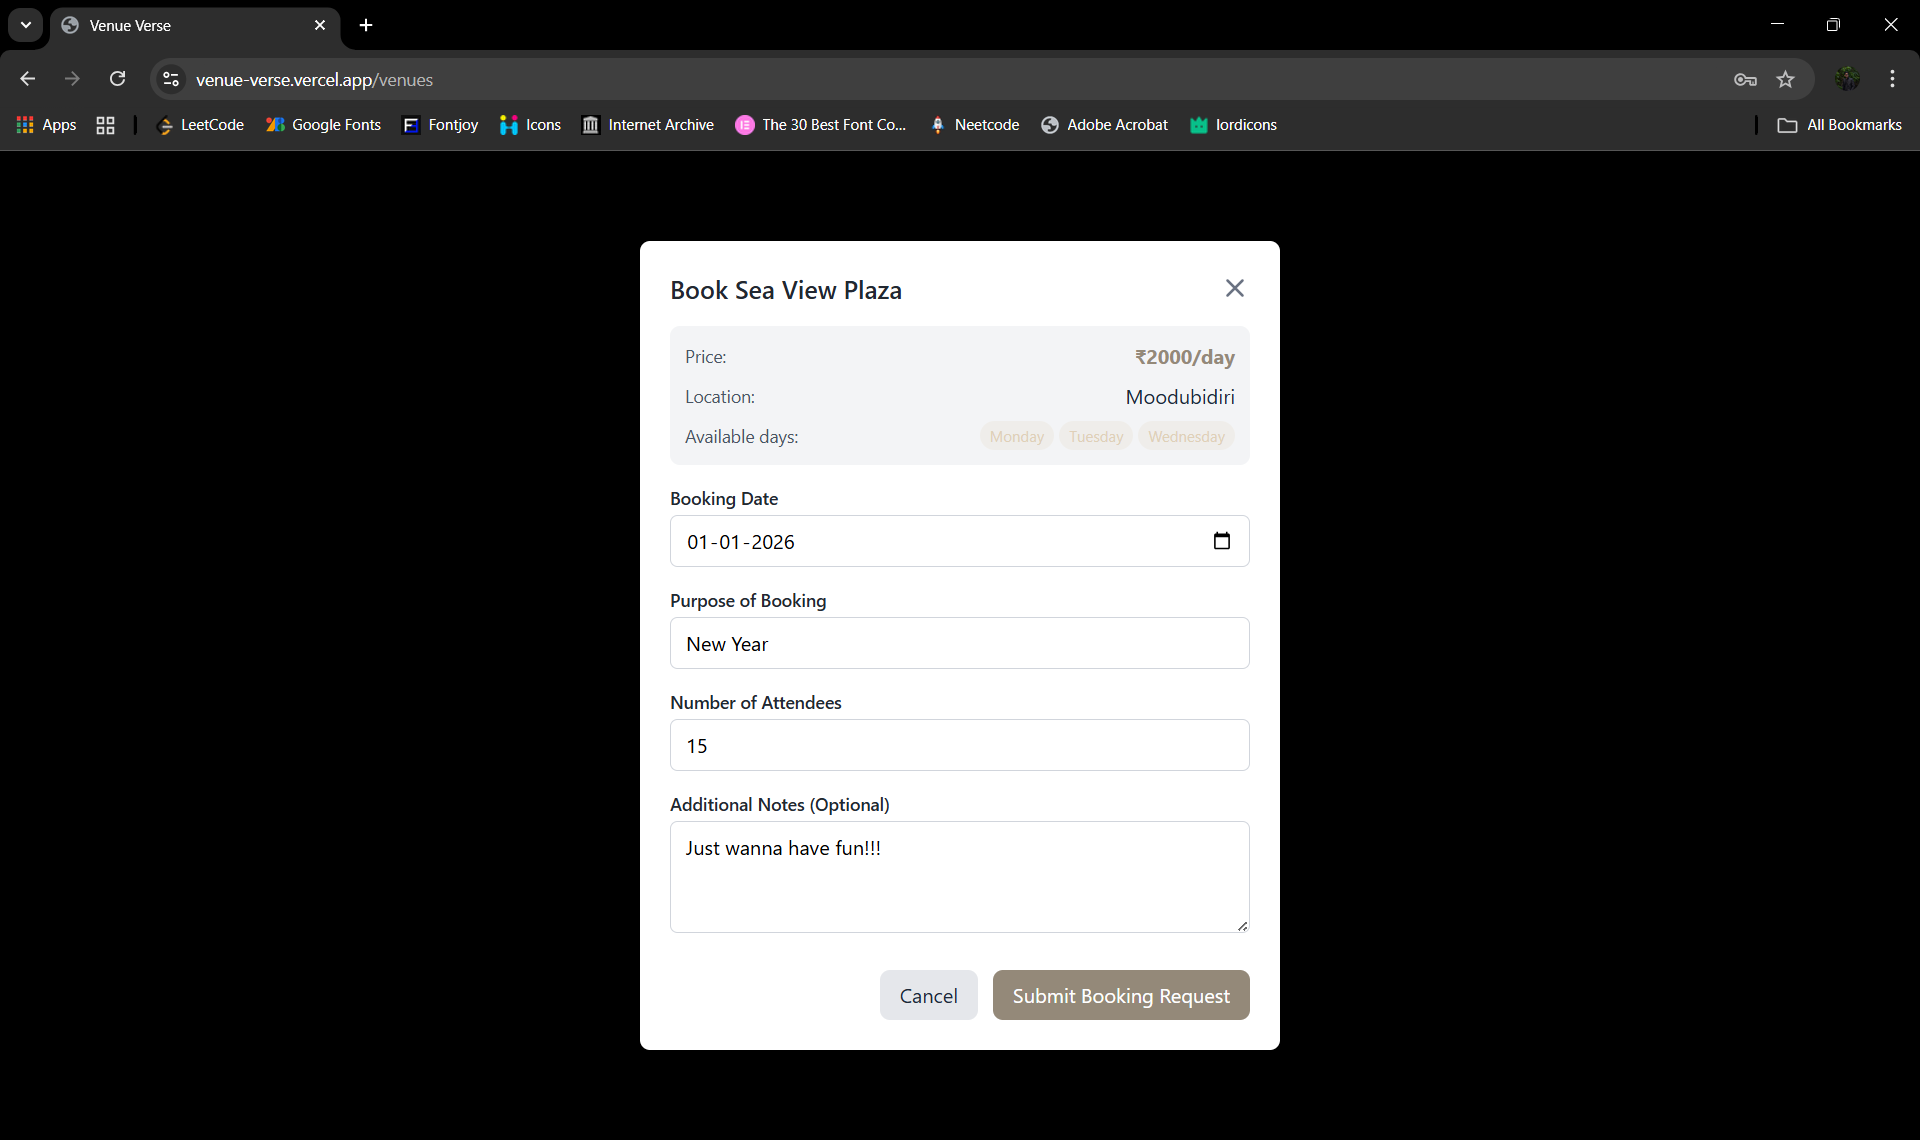 Venue Verse
venue-verse.vercel.app/venues
Apps LeetCode Google Fonts Fontjoy Icons Internet Archive The 30 Best Font Co... Neetcode Adobe Acrobat lordicons All Bookmarks
Book Sea View Plaza
Price: ₹2000/day
Location: Moodubidiri
Available days: Monday Tuesday Wednesday
Booking Date
01-01-2026
Purpose of Booking
New Year
Number of Attendees
15
Additional Notes (Optional)
Just wanna have fun!!!
Cancel Submit Booking Request